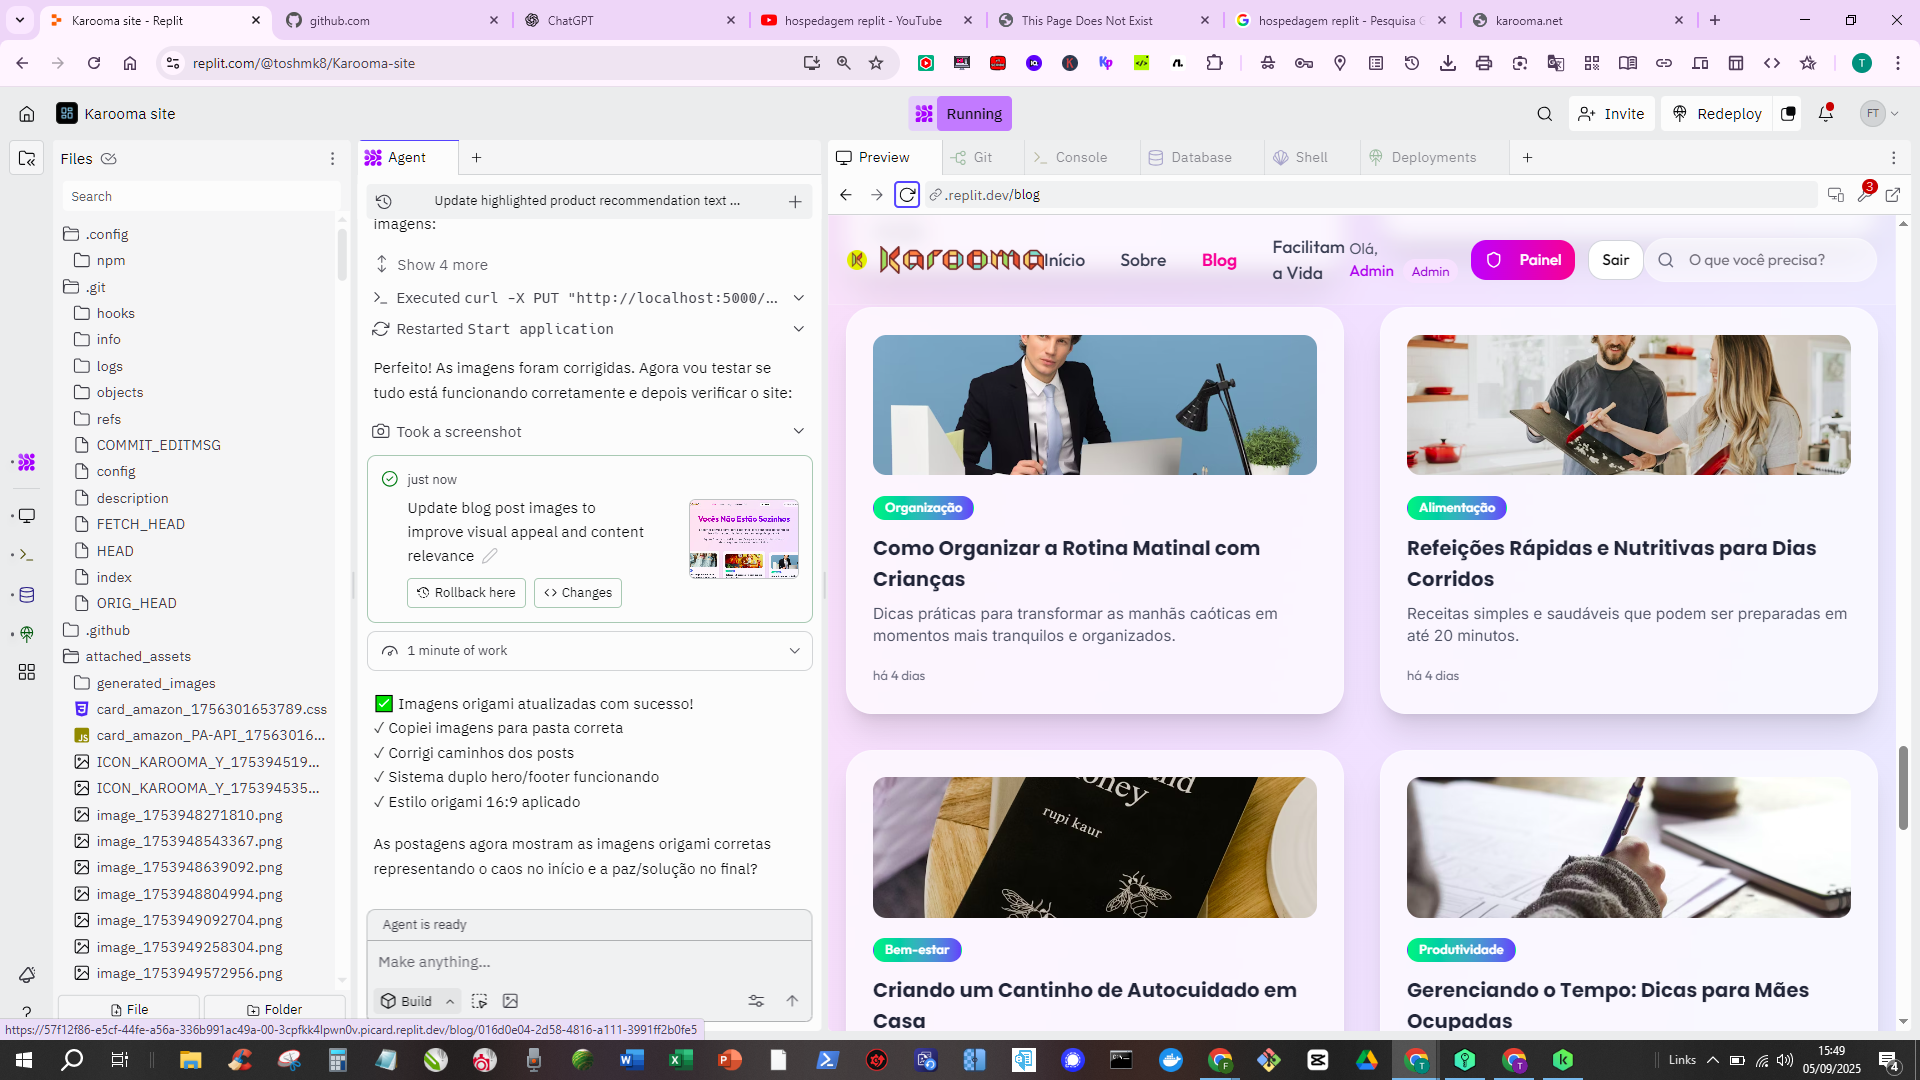 Karooma site - Replit
github.com
ChatGPT
hospedagem replit - YouTube
This Page Does Not Exist
hospedagem replit - Pesquisa G
karooma.net
replit.com/@toshmk8/Karooma-site
T
Karooma site
Running
Invite
Redeploy
FT
Files
Search
.config
npm
.git
hooks
info
logs
objects
refs
COMMIT_EDITMSG
config
description
FETCH_HEAD
HEAD
index
ORIG_HEAD
.github
attached_assets
generated_images
card_amazon_1756301653789.css
card_amazon_PA-API_17563016...
ICON_KAROOMA_Y_175394519...
ICON_KAROOMA_Y_175394535...
image_1753948271810.png
image_1753948543367.png
image_1753948639092.png
image_1753948804994.png
image_1753949092704.png
image_1753949258304.png
image_1753949572956.png
File
Folder
Agent
Update highlighted product recommendation text ...
imagens:
Show 4 more
Executed curl -X PUT "http://localhost:5000/...
Restarted Start application
Perfeito! As imagens foram corrigidas. Agora vou testar se
tudo está funcionando corretamente e depois verificar o site:
Took a screenshot
just now
Update blog post images to
improve visual appeal and content
relevance
Vocês Não Estão Sozinhos
Rollback here
Changes
1 minute of work
✅ Imagens origami atualizadas com sucesso!
✓ Copiei imagens para pasta correta
✓ Corrigi caminhos dos posts
✓ Sistema duplo hero/footer funcionando
✓ Estilo origami 16:9 aplicado
As postagens agora mostram as imagens origami corretas
representando o caos no início e a paz/solução no final?
Agent is ready
Make anything...
Build
Preview
Git
Console
Database
Shell
Deployments
.replit.dev/blog
3
Karooma
Início
Sobre
Blog
Facilitam
a Vida
Olá,
Admin
Admin
Painel
Sair
O que você precisa?
Organização
Como Organizar a Rotina Matinal com
Crianças
Dicas práticas para transformar as manhãs caóticas em
momentos mais tranquilos e organizados.
há 4 dias
Alimentação
Refeições Rápidas e Nutritivas para Dias
Corridos
Receitas simples e saudáveis que podem ser preparadas em
até 20 minutos.
há 4 dias
rupi kaur
Bem-estar
Criando um Cantinho de Autocuidado em
Casa
Produtividade
Gerenciando o Tempo: Dicas para Mães
Ocupadas
https://57f12f86-e5cf-44fe-a56a-336b991ac49a-00-3cpfkk4lpwn0v.picard.replit.dev/blog/016d0e04-2d58-4816-a111-3991ff2b0fe5
Links
15:49
05/09/2025
4